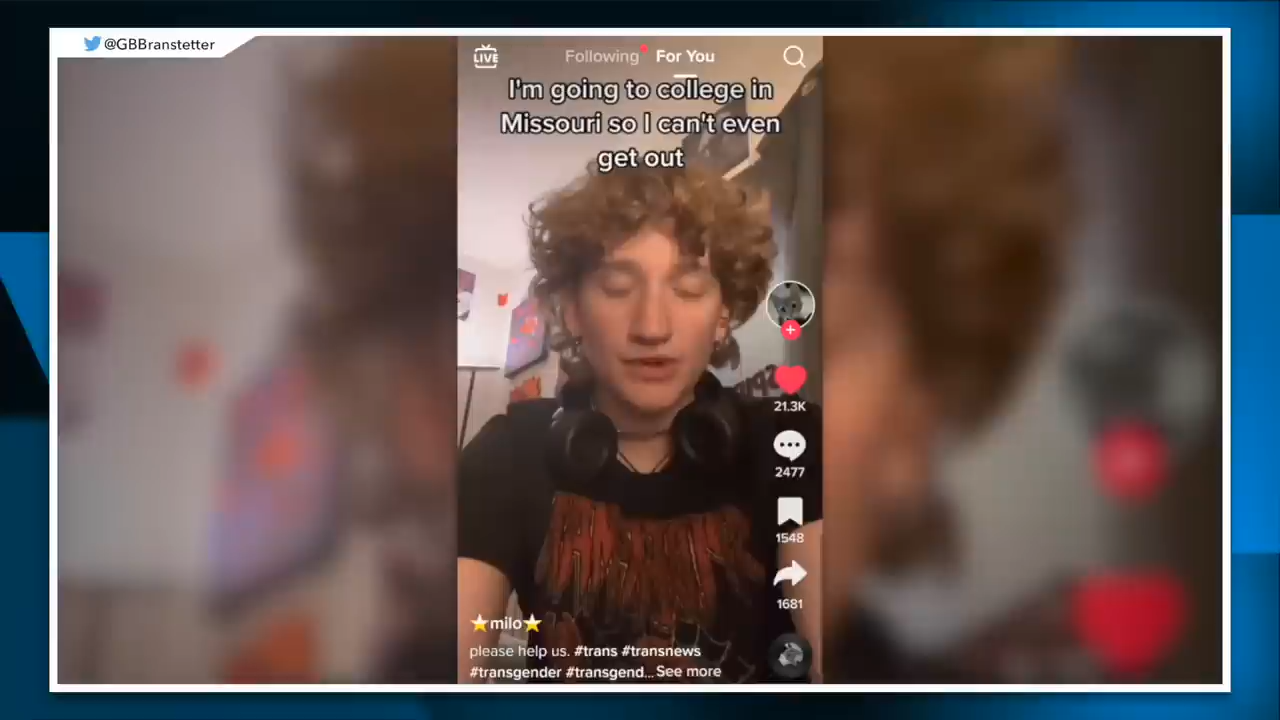 @GBBranstetter
LIVE
Following
For You
I'm going to college in
Missouri so I can't even
get out
21.3K
2477
1548
1681
⭐milo⭐
please help us. #trans #transnews
#transgender #transgend... See more